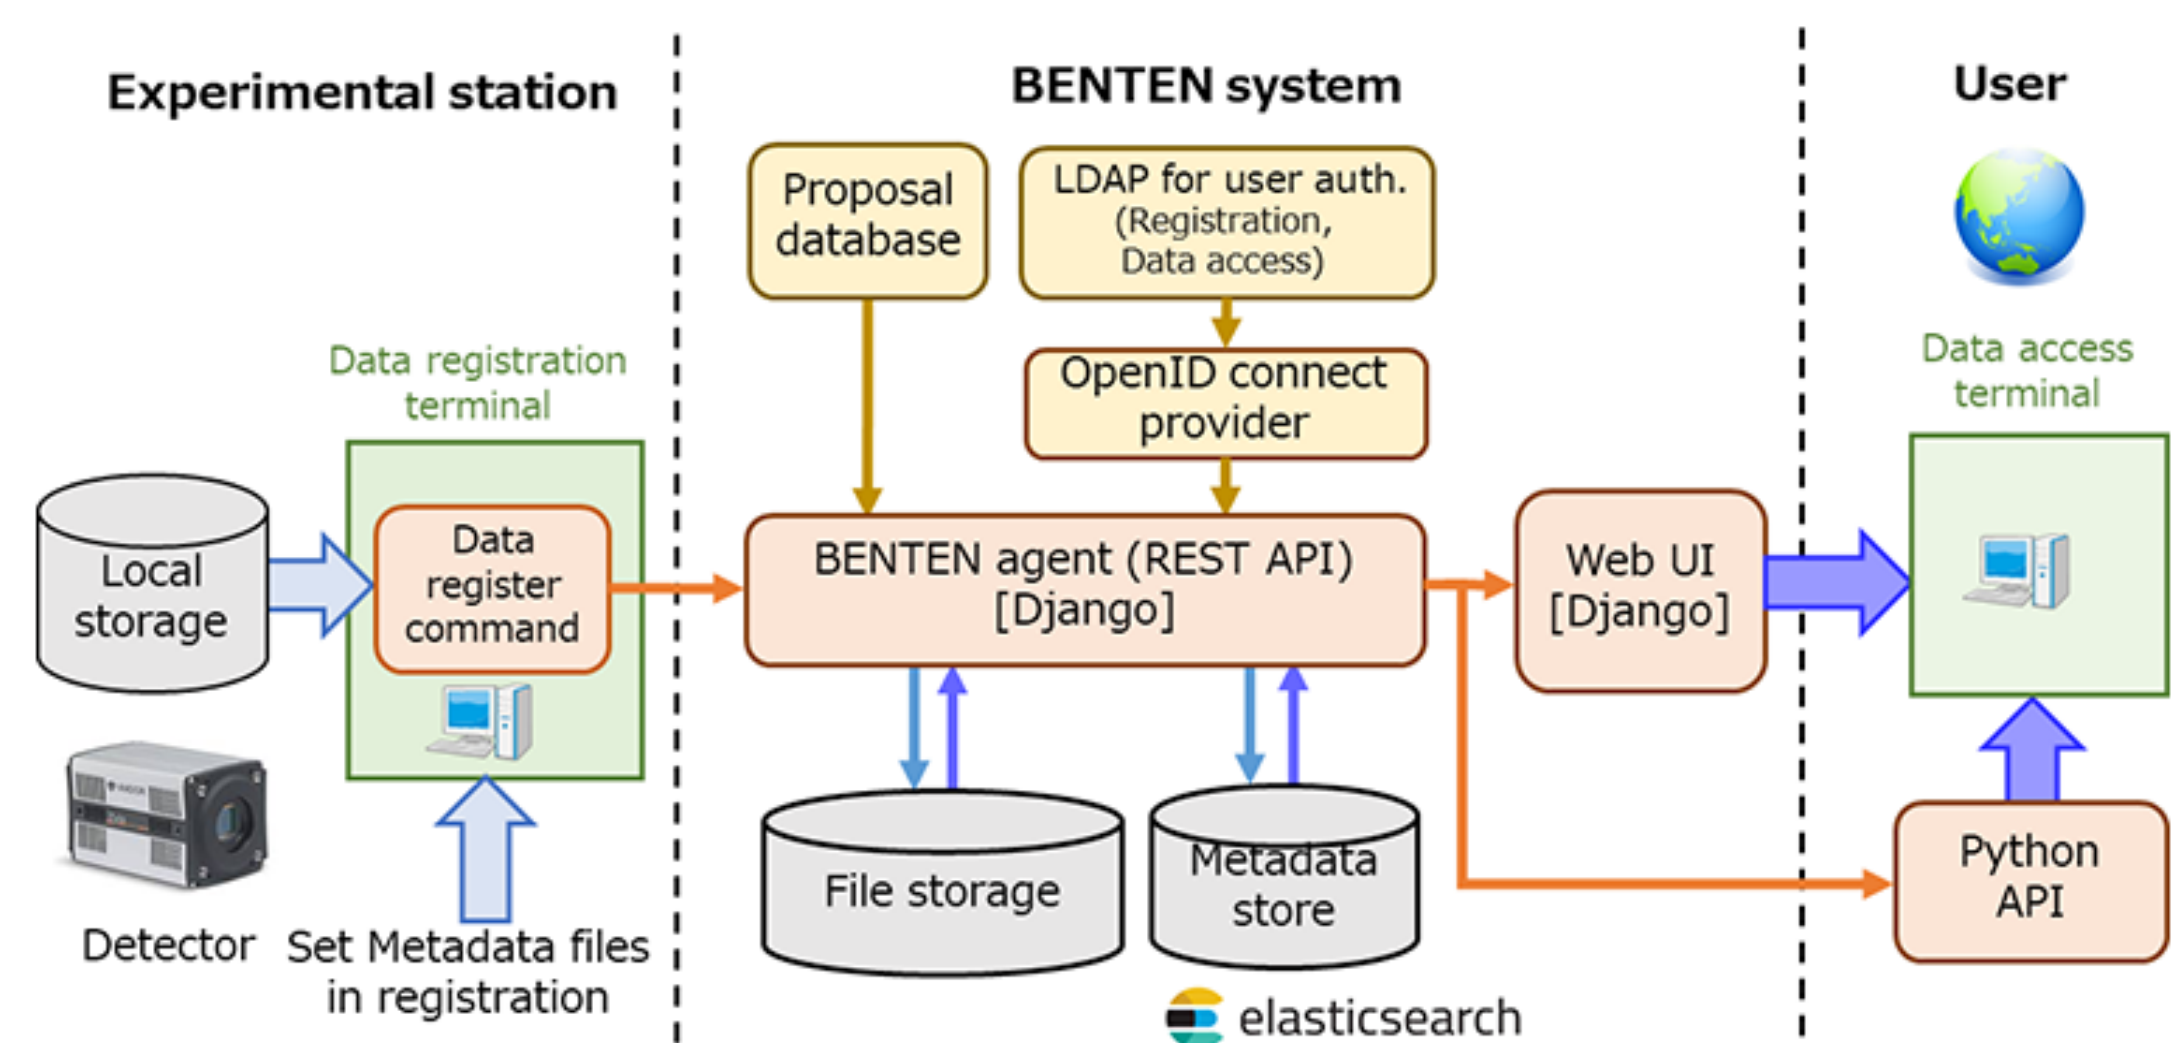 Experimental station
BENTEN system
User
Proposal
database
LDAP for user auth.
(Registration,
Data access)
OpenID connect
provider
Data registration
terminal
Data access
terminal
Local
storage
Data
register
command
BENTEN agent (REST API)
[Django]
Web UI
[Django]
File storage
Metadata
store
Python
API
Detector
Set Metadata files
in registration
elasticsearch